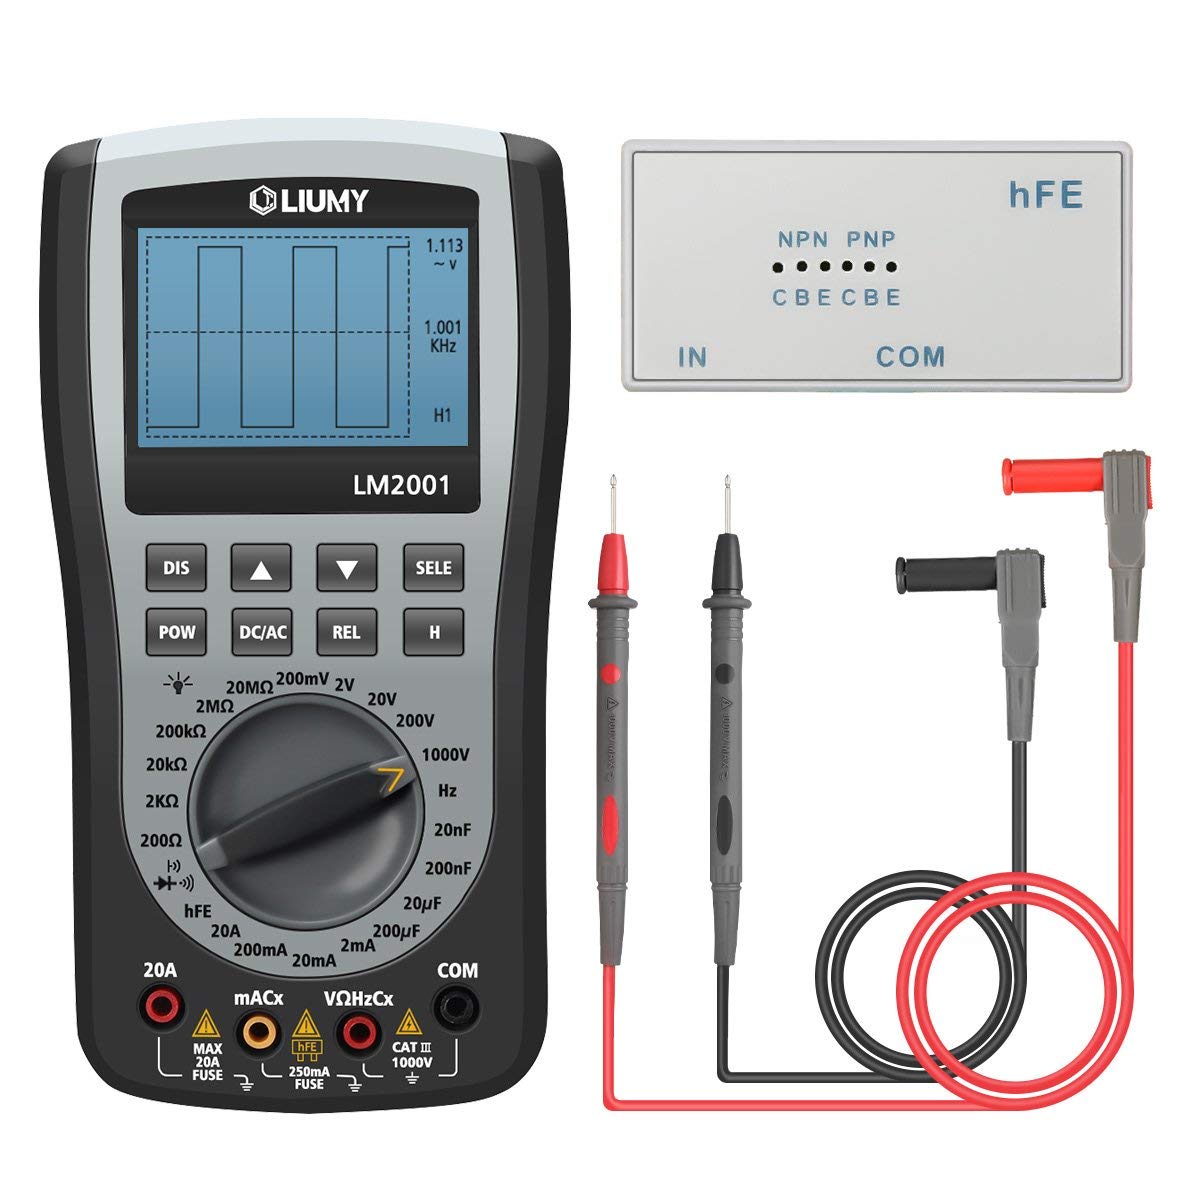 LIUMY
1.113
~ V
1.001
KHz
H1
LM2001
DIS ▲ ▼ SELE
POW DC/AC REL H
200mV
2V
20V
200V
1000V
Hz
20nF
200nF
20µF
200µF
2mA
20mA
200mA
20A
hFE
200Ω
2KΩ
20kΩ
200kΩ
2MΩ
20MΩ
20A
mACx
VΩHzCx
COM
MAX
20A
FUSE
hFE
250mA
FUSE
CAT III
1000V
hFE
NPN PNP
C B E C B E
IN COM